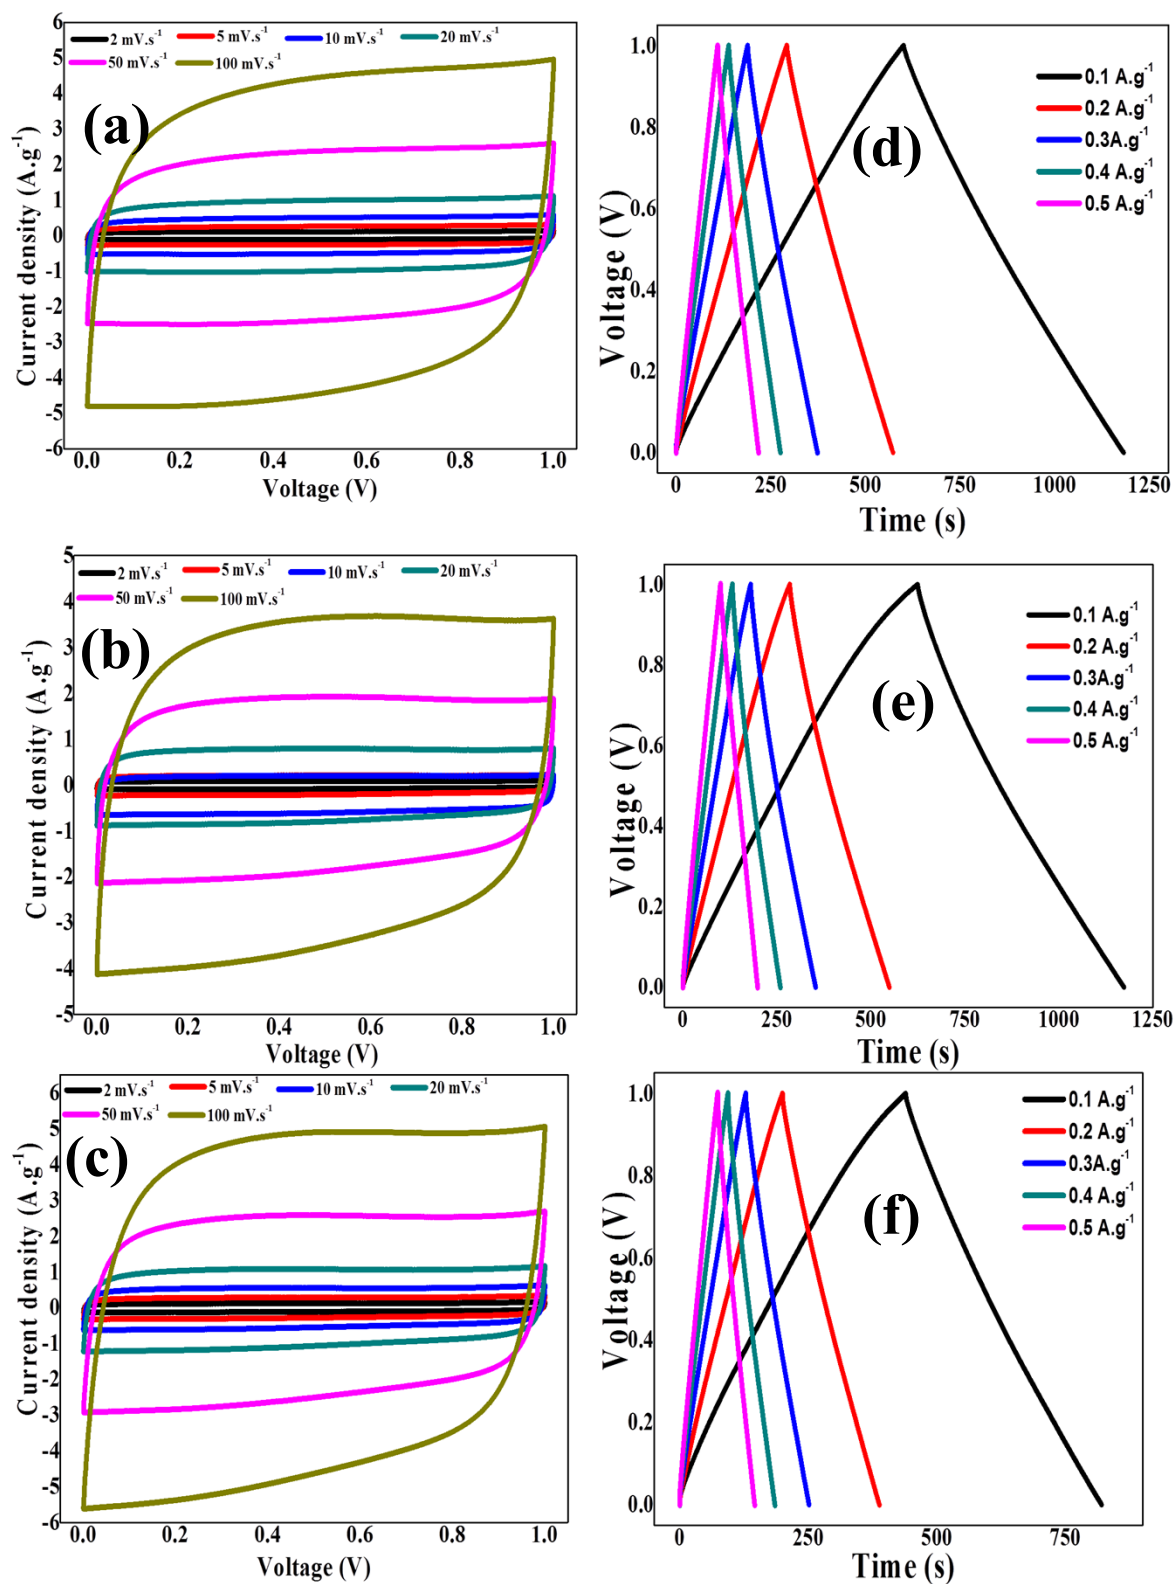 (a)
2 mV.s-1 5 mV.s-1 10 mV.s-1 20 mV.s-1
50 mV.s-1 100 mV.s-1
6
5
4
3
2
1
0
-1
-2
-3
-4
-5
-6
Current density (A.g-1)
0.0 0.2 0.4 0.6 0.8 1.0
Voltage (V)
(d)
0.1 A.g-1
0.2 A.g-1
0.3A.g-1
0.4 A.g-1
0.5 A.g-1
1.0
0.8
0.6
0.4
0.2
0.0
Voltage (V)
0 250 500 750 1000 1250
Time (s)
(b)
2 mV.s-1 5 mV.s-1 10 mV.s-1 20 mV.s-1
50 mV.s-1 100 mV.s-1
5
4
3
2
1
0
-1
-2
-3
-4
-5
Current density (A.g-1)
0.0 0.2 0.4 0.6 0.8 1.0
Voltage (V)
(e)
0.1 A.g-1
0.2 A.g-1
0.3A.g-1
0.4 A.g-1
0.5 A.g-1
1.0
0.8
0.6
0.4
0.2
0.0
Voltage (V)
0 250 500 750 1000 1250
Time (s)
(c)
2 mV.s-1 5 mV.s-1 10 mV.s-1 20 mV.s-1
50 mV.s-1 100 mV.s-1
6
5
4
3
2
1
0
-1
-2
-3
-4
-5
-6
Current density (A.g-1)
0.0 0.2 0.4 0.6 0.8 1.0
Voltage (V)
(f)
0.1 A.g-1
0.2 A.g-1
0.3A.g-1
0.4 A.g-1
0.5 A.g-1
1.0
0.8
0.6
0.4
0.2
0.0
Voltage (V)
0 250 500 750
Time (s)